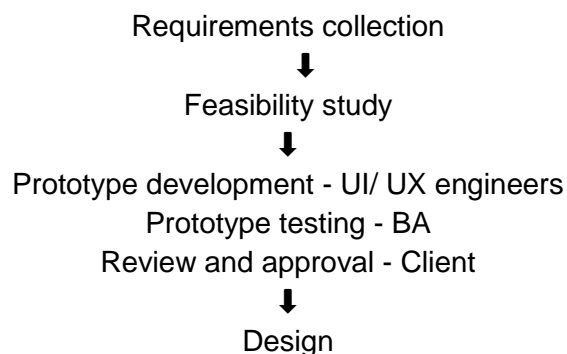 Requirements collection
⬇
Feasibility study
⬇
Prototype development - UI/ UX engineers
Prototype testing - BA
Review and approval - Client
⬇
Design